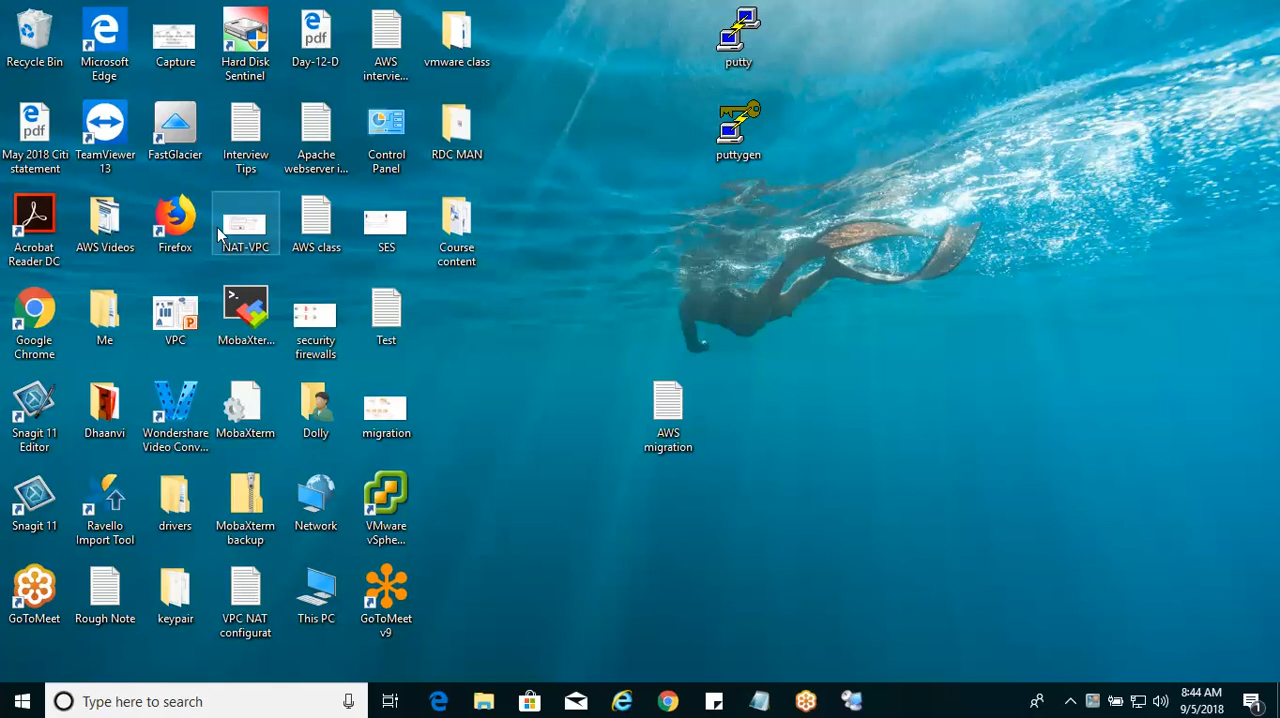 Recycle Bin
Microsoft
Edge
Capture
Hard Disk
Sentinel
pdf
Day-12-D
AWS
intervie...
vmware class
putty
pdf
May 2018 Citi
statement
TeamViewer
13
FastGlacier
Interview
Tips
Apache
webserver i...
Control
Panel
RDC MAN
puttygen
Acrobat
Reader DC
AWS Videos
Firefox
NAT-VPC
AWS class
SES
Course
content
Google
Chrome
Me
VPC
MobaXter...
security
firewalls
Test
Snagit 11
Editor
Dhaanvi
Wondershare
Video Conv...
MobaXterm
Dolly
migration
AWS
migration
Snagit 11
Ravello
Import Tool
drivers
MobaXterm
backup
Network
VMware
vSphe...
GoToMeet
Rough Note
keypair
VPC NAT
configurat
This PC
GoToMeet
v9
Type here to search
8:44 AM
9/5/2018
1